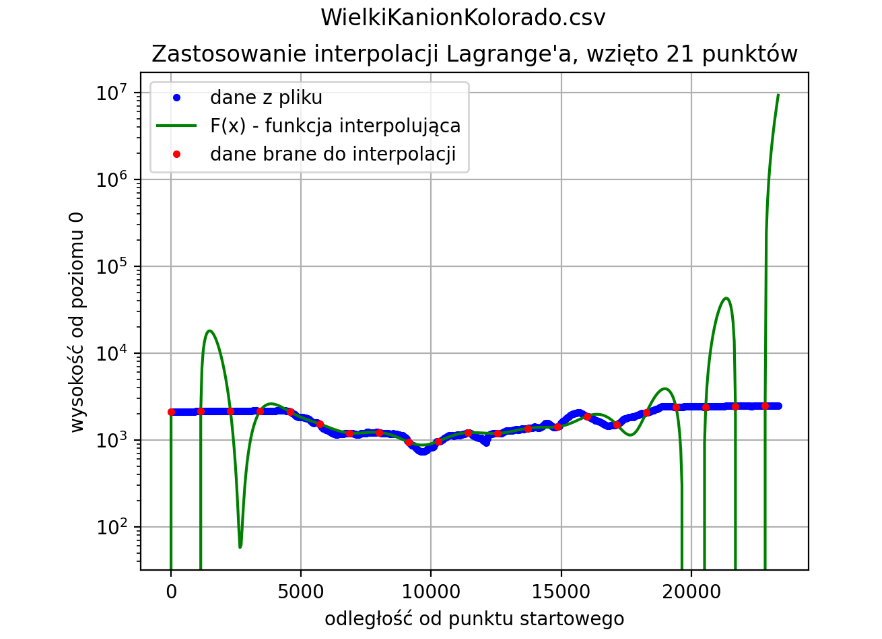 WielkiKanionKolorado.csv
Zastosowanie interpolacji Lagrange'a, wzięto 21 punktów
dane z pliku
F(x) - funkcja interpolująca
dane brane do interpolacji
wysokość od poziomu 0
10⁷
10⁶
10⁵
10⁴
10³
10²
0 5000 10000 15000 20000
odległość od punktu startowego